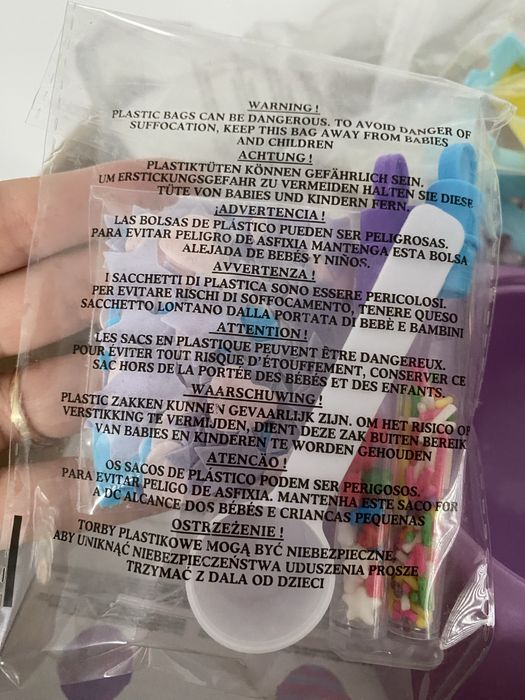 WARNING!
PLASTIC BAGS CAN BE DANGEROUS. TO AVOID DANGER OF
SUFFOCATION, KEEP THIS BAG AWAY FROM BABIES
AND CHILDREN
ACHTUNG!
PLASTIKTÜTEN KÖNNEN GEFÄHRLICH SEIN.
UM ERSTICKUNGSGEFAHR ZU VERMEIDEN HALTEN SIE DIESE
TÜTE VON BABIES UND KINDERN FERN.
¡ADVERTENCIA!
LAS BOLSAS DE PLÁSTICO PUEDEN SER PELIGROSAS.
PARA EVITAR PELIGRO DE ASFIXIA MANTENGA ESTA BOLSA
ALEJADA DE BEBÉS Y NIÑOS.
AVVERTENZA!
I SACCHETTI DI PLASTICA SONO ESSERE PERICOLOSI.
PER EVITARE RISCHI DI SOFFOCAMENTO, TENERE QUESO
SACCHETTO LONTANO DALLA PORTATA DI BEBÈ E BAMBINI
ATTENTION!
LES SACS EN PLASTIQUE PEUVENT ÊTRE DANGEREUX.
POUR ÉVITER TOUT RISQUE D'ÉTOUFFEMENT, CONSERVER CE
SAC HORS DE LA PORTÉE DES BÉBÉS ET DES ENFANTS.
WAARSCHUWING!
PLASTIC ZAKKEN KUNNEN GEVAARLIJK ZIJN. OM HET RISICO OP
VERSTIKKING TE VERMIJDEN, DIENT DEZE ZAK BUITEN BEREIK
VAN BABIES EN KINDEREN TE WORDEN GEHOUDEN
ATENCÃO!
OS SACOS DE PLÁSTICO PODEM SER PERIGOSOS.
PARA EVITAR PELIGO DE ASFIXIA. MANTENHA ESTE SACO FOR
A DC ALCANCE DOS BÉBÉS E CRIANCAS PEQUENAS
OSTRZEŻENIE!
TORBY PLASTIKOWE MOGĄ BYĆ NIEBEZPIECZNE.
ABY UNIKNĄĆ NIEBEZPIECZEŃSTWA UDUSZENIA PROSZE
TRZYMAĆ Z DALA OD DZIECI